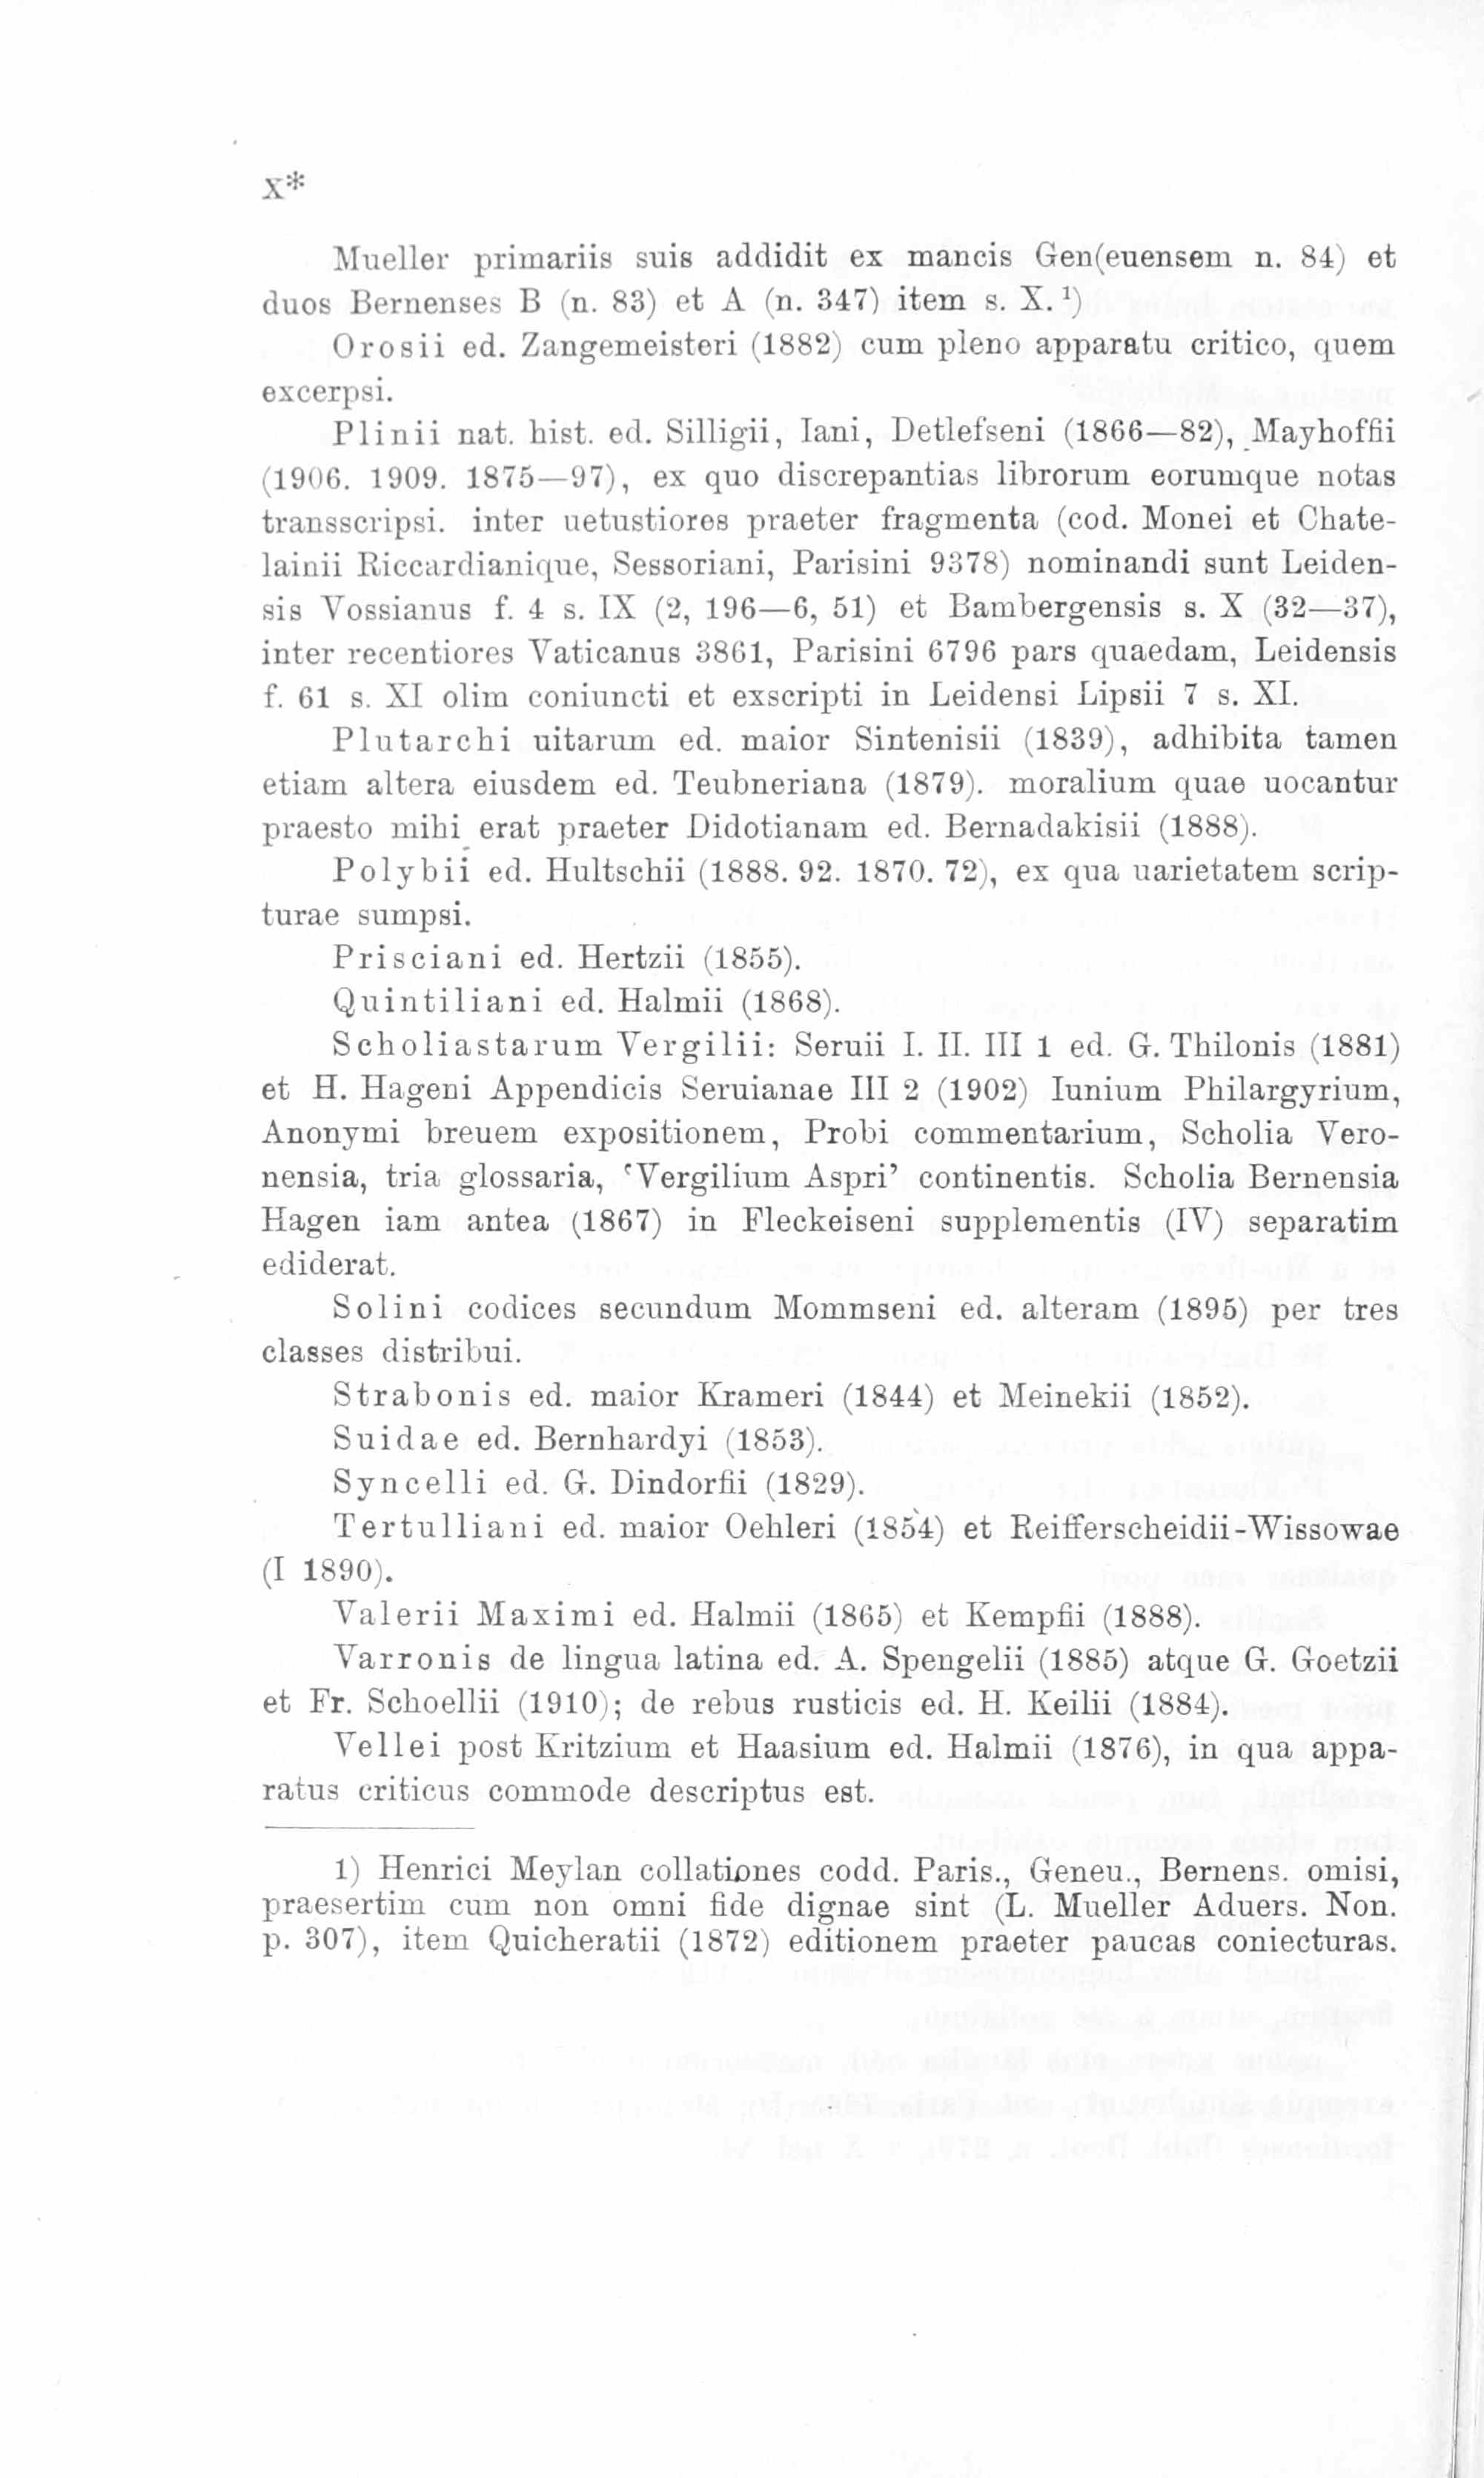 X*
Mueller primariis suis addidit ex mancis Gen(euensem n. 84) et
duos Bernenses B (n. 83) et A (n. 347) item s. X. ¹)
Orosii ed. Zangemeisteri (1882) cum pleno apparatu critico, quem
excerpsi.
Plinii nat. hist. ed. Silligii, Iani, Detlefseni (1866—82), Mayhoffii
(1906. 1909. 1875—97), ex quo discrepantias librorum eorumque notas
transscripsi. inter uetustiores praeter fragmenta (cod. Monei et Chate-
lainii Riccardianique, Sessoriani, Parisini 9378) nominandi sunt Leiden-
sis Vossianus f. 4 s. IX (2, 196—6, 51) et Bambergensis s. X (32—37),
inter recentiores Vaticanus 3861, Parisini 6796 pars quaedam, Leidensis
f. 61 s. XI olim coniuncti et exscripti in Leidensi Lipsii 7 s. XI.
Plutarchi uitarum ed. maior Sintenisii (1839), adhibita tamen
etiam altera eiusdem ed. Teubneriana (1879). moralium quae uocantur
praesto mihi erat praeter Didotianam ed. Bernadakisii (1888).
Polybii ed. Hultschii (1888. 92. 1870. 72), ex qua uarietatem scrip-
turae sumpsi.
Prisciani ed. Hertzii (1855).
Quintiliani ed. Halmii (1868).
Scholiastarum Vergilii: Seruii I. II. III 1 ed. G. Thilonis (1881)
et H. Hageni Appendicis Seruianae III 2 (1902) Iunium Philargyrium,
Anonymi breuem expositionem, Probi commentarium, Scholia Vero-
nensia, tria glossaria, ‘Vergilium Aspri’ continentis. Scholia Bernensia
Hagen iam antea (1867) in Fleckeiseni supplementis (IV) separatim
ediderat.
Solini codices secundum Mommseni ed. alteram (1895) per tres
classes distribui.
Strabonis ed. maior Krameri (1844) et Meinekii (1852).
Suidae ed. Bernhardyi (1853).
Syncelli ed. G. Dindorfii (1829).
Tertulliani ed. maior Oehleri (1854) et Reifferscheidii-Wissowae
(I 1890).
Valerii Maximi ed. Halmii (1865) et Kempfii (1888).
Varronis de lingua latina ed. A. Spengelii (1885) atque G. Goetzii
et Fr. Schoellii (1910); de rebus rusticis ed. H. Keilii (1884).
Vellei post Kritzium et Haasium ed. Halmii (1876), in qua appa-
ratus criticus commode descriptus est.
1) Henrici Meylan collationes codd. Paris., Geneu., Bernens. omisi,
praesertim cum non omni fide dignae sint (L. Mueller Aduers. Non.
p. 307), item Quicheratii (1872) editionem praeter paucas coniecturas.